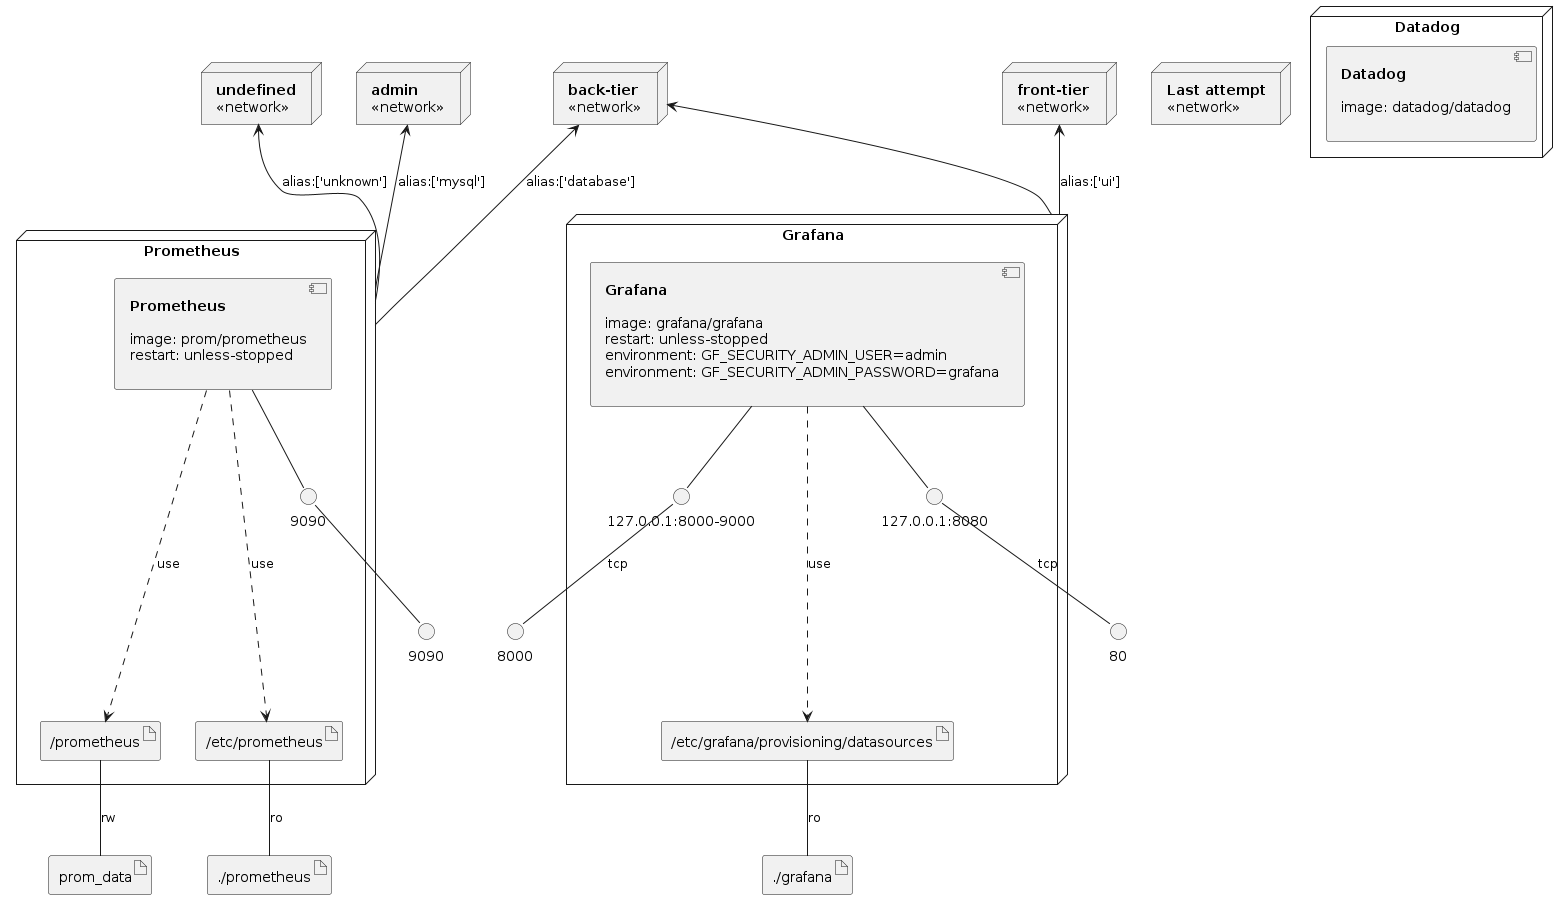 Datadog
Datadog
image: datadog/datadog
undefined
«network»
admin
«network»
back-tier
«network»
front-tier
«network»
Last attempt
«network»
alias:['unknown']
alias:['mysql']
alias:['database']
alias:['ui']
Prometheus
Prometheus
image: prom/prometheus
restart: unless-stopped
Grafana
Grafana
image: grafana/grafana
restart: unless-stopped
environment: GF_SECURITY_ADMIN_USER=admin
environment: GF_SECURITY_ADMIN_PASSWORD=grafana
9090
127.0.0.1:8000-9000
127.0.0.1:8080
use
use
tcp
use
tcp
9090
8000
80
/prometheus
/etc/prometheus
/etc/grafana/provisioning/datasources
rw
ro
ro
prom_data
./prometheus
./grafana